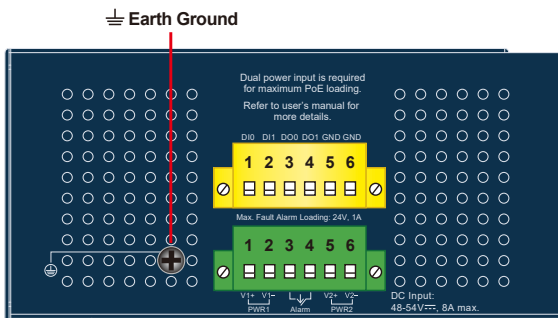 Earth Ground
Dual power input is required
for maximum PoE loading.
Refer to user's manual for
more details.
DI0 DI1 DO0 DO1 GND GND
1 2 3 4 5 6
Max. Fault Alarm Loading: 24V, 1A
1 2 3 4 5 6
V1+ V1– V2+ V2–
PWR1 Alarm PWR2
DC Input:
48-54V⎓, 8A max.